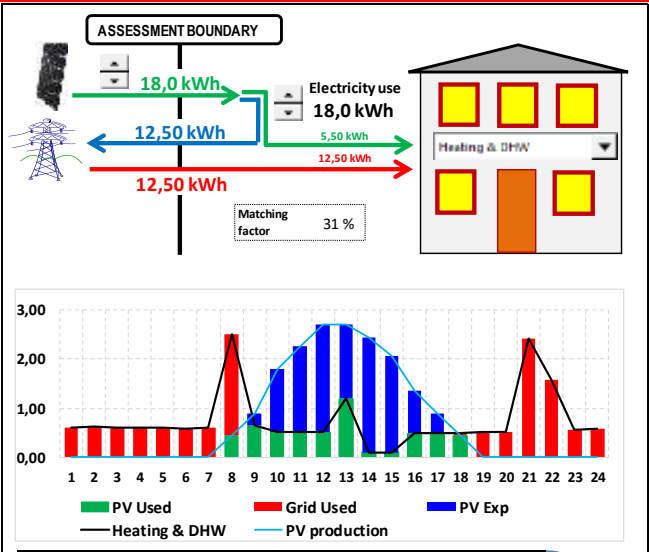 ASSESSMENT BOUNDARY
18,0 kWh
Electricity use
18,0 kWh
12,50 kWh
5,50 kWh
12,50 kWh
Heating & DHW
12,50 kWh
Matching
factor
31 %
3,00
2,00
1,00
0,00
1 2 3 4 5 6 7 8 9 10 11 12 13 14 15 16 17 18 19 20 21 22 23 24
PV Used Grid Used PV Exp
Heating & DHW PV production